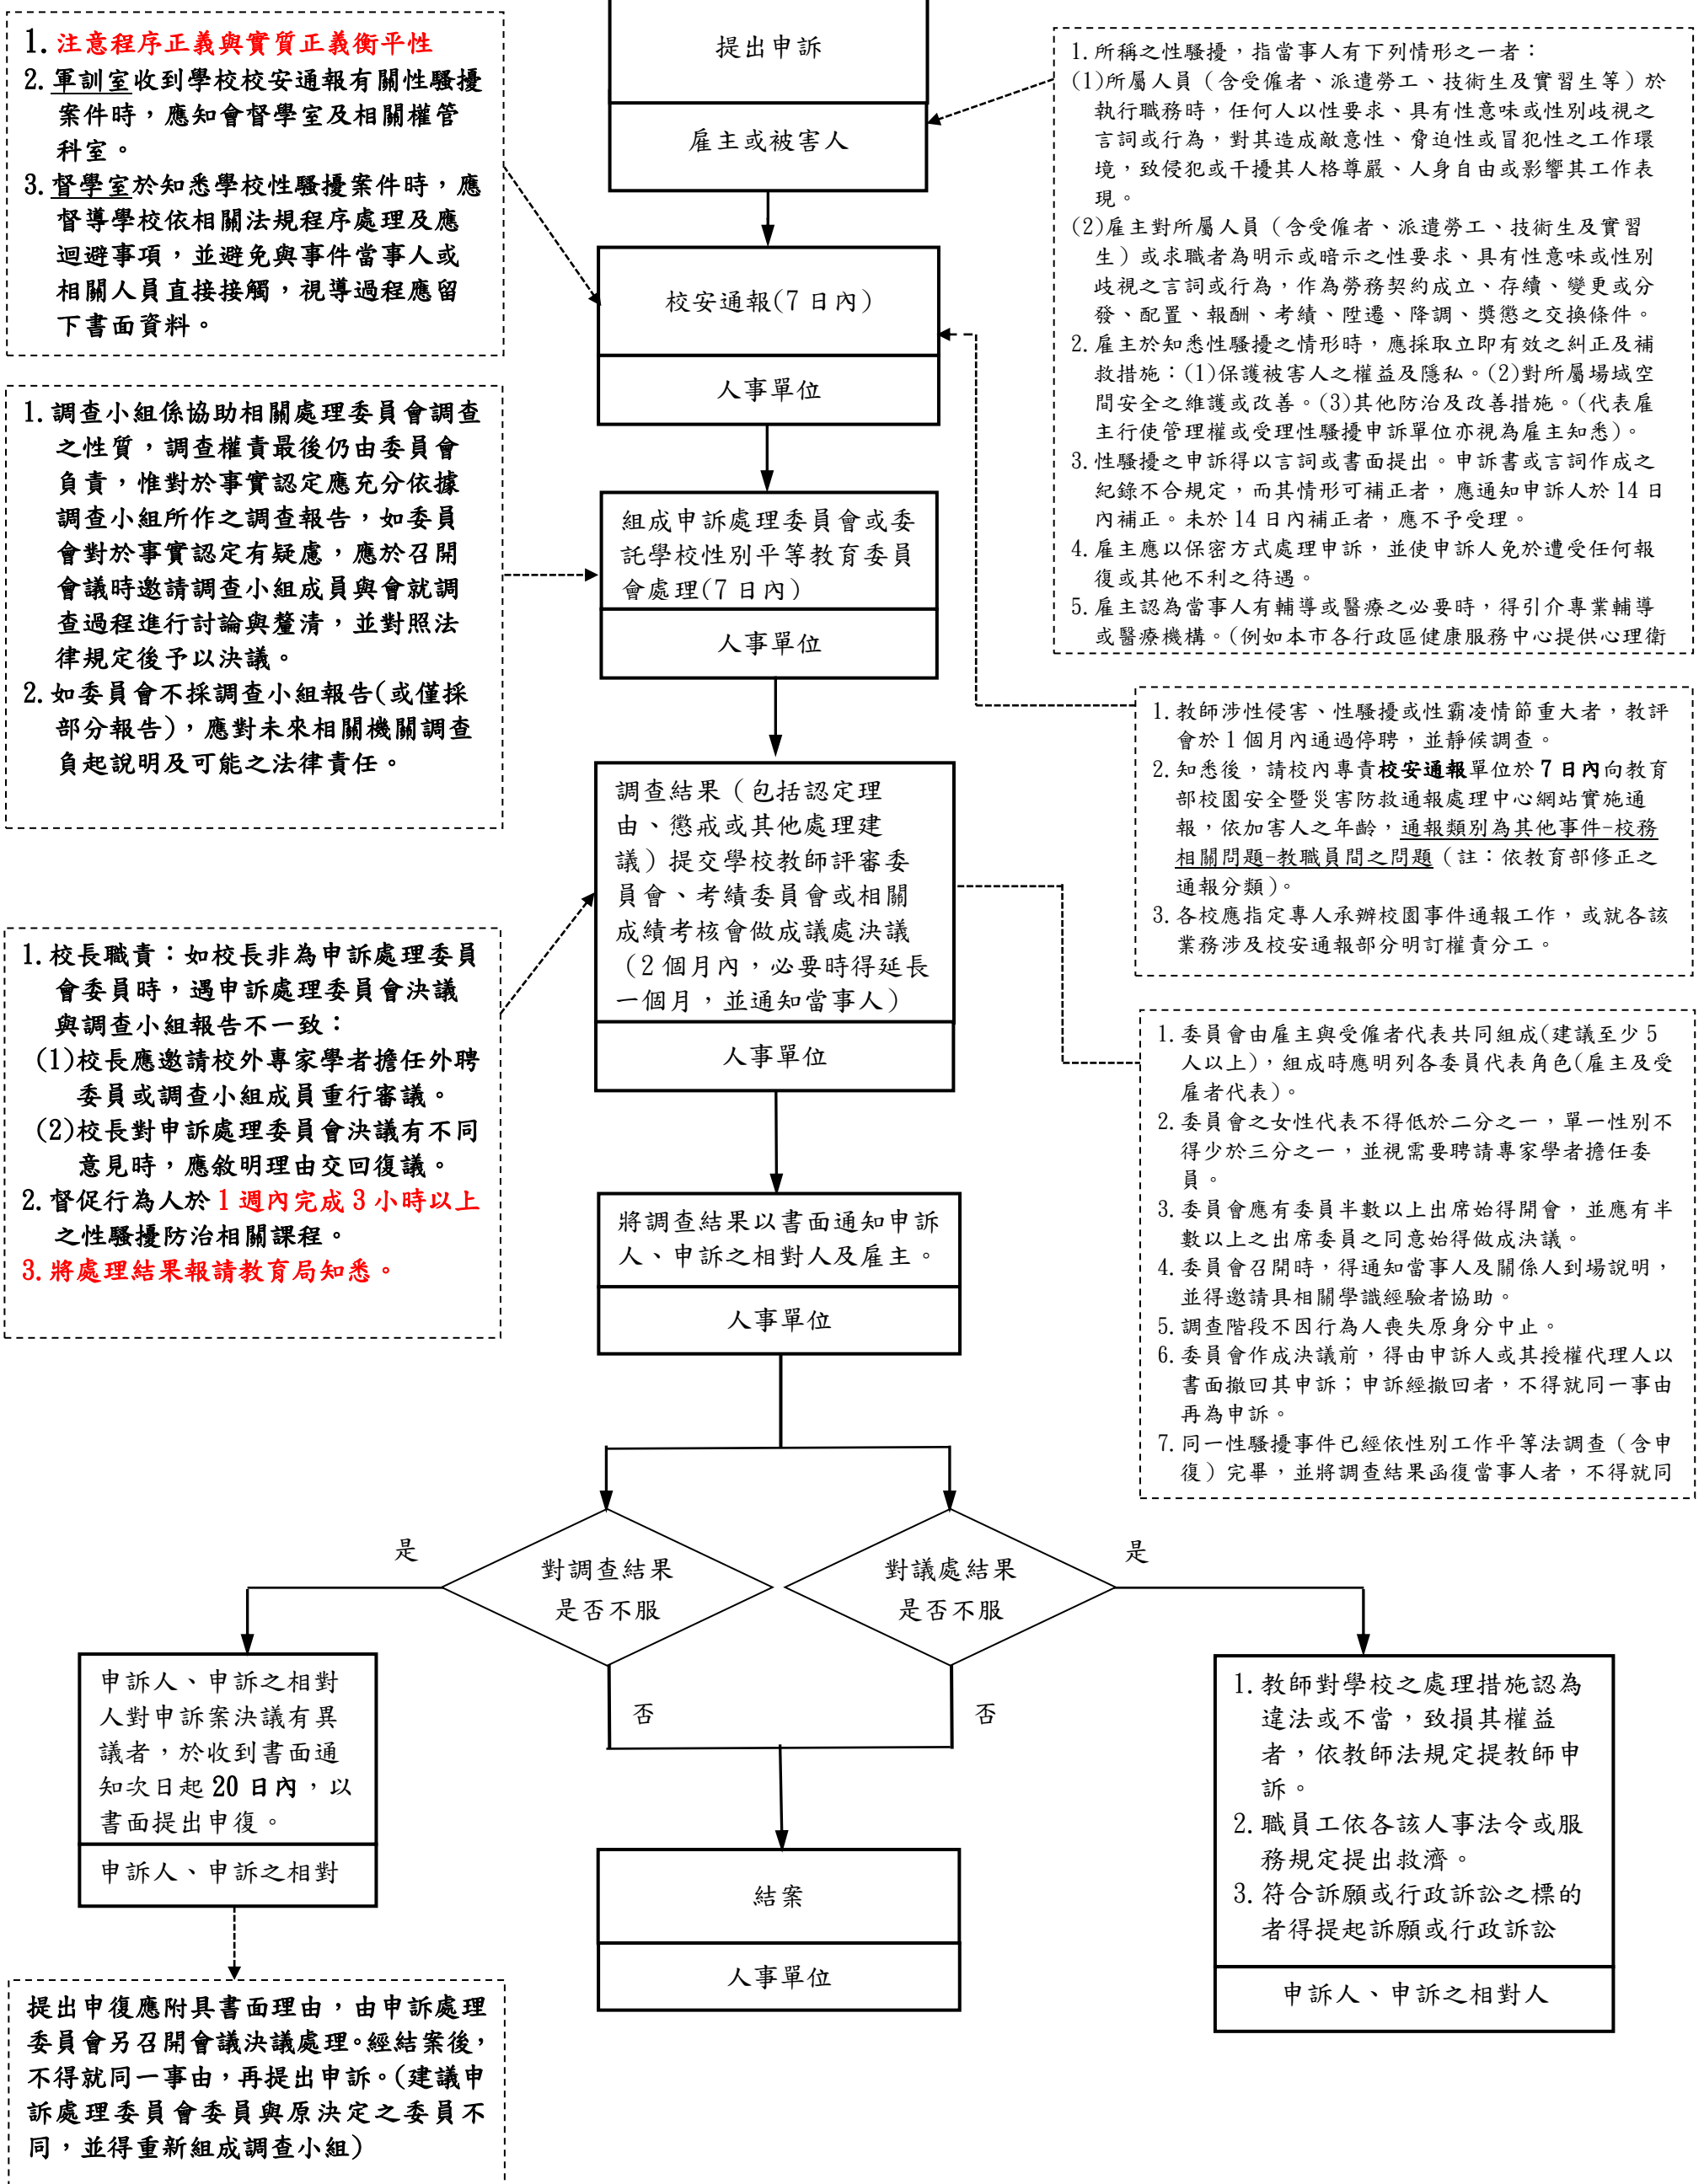 提出申訴
雇主或被害人
校安通報(7 日內)
人事單位
組成申訴處理委員會或委
託學校性別平等教育委員
會處理(7 日內)
人事單位
調查結果（包括認定理
由、懲戒或其他處理建
議）提交學校教師評審委
員會、考績委員會或相關
成績考核會做成議處決議
（2 個月內，必要時得延長
一個月，並通知當事人）
人事單位
將調查結果以書面通知申訴
人、申訴之相對人及雇主。
人事單位
1. 注意程序正義與實質正義衡平性
2. 軍訓室收到學校校安通報有關性騷擾
案件時，應知會督學室及相關權管
科室。
3. 督學室於知悉學校性騷擾案件時，應
督導學校依相關法規程序處理及應
迴避事項，並避免與事件當事人或
相關人員直接接觸，視導過程應留
下書面資料。
1. 調查小組係協助相關處理委員會調查
之性質，調查權責最後仍由委員會
負責，惟對於事實認定應充分依據
調查小組所作之調查報告，如委員
會對於事實認定有疑慮，應於召開
會議時邀請調查小組成員與會就調
查過程進行討論與釐清，並對照法
律規定後予以決議。
2. 如委員會不採調查小組報告(或僅採
部分報告)，應對未來相關機關調查
負起說明及可能之法律責任。
1. 校長職責：如校長非為申訴處理委員
會委員時，遇申訴處理委員會決議
與調查小組報告不一致：
(1)校長應邀請校外專家學者擔任外聘
委員或調查小組成員重行審議。
(2)校長對申訴處理委員會決議有不同
意見時，應敘明理由交回復議。
2. 督促行為人於 1 週內完成 3 小時以上
之性騷擾防治相關課程。
3. 將處理結果報請教育局知悉。
1. 所稱之性騷擾，指當事人有下列情形之一者：
(1)所屬人員（含受僱者、派遣勞工、技術生及實習生等）於
執行職務時，任何人以性要求、具有性意味或性別歧視之
言詞或行為，對其造成敵意性、脅迫性或冒犯性之工作環
境，致侵犯或干擾其人格尊嚴、人身自由或影響其工作表
現。
(2)雇主對所屬人員（含受僱者、派遣勞工、技術生及實習
生）或求職者為明示或暗示之性要求、具有性意味或性別
歧視之言詞或行為，作為勞務契約成立、存續、變更或分
發、配置、報酬、考績、陞遷、降調、獎懲之交換條件。
2. 雇主於知悉性騷擾之情形時，應採取立即有效之糾正及補
救措施：(1)保護被害人之權益及隱私。(2)對所屬場域空
間安全之維護或改善。(3)其他防治及改善措施。(代表雇
主行使管理權或受理性騷擾申訴單位亦視為雇主知悉)。
3. 性騷擾之申訴得以言詞或書面提出。申訴書或言詞作成之
紀錄不合規定，而其情形可補正者，應通知申訴人於 14 日
內補正。未於 14 日內補正者，應不予受理。
4. 雇主應以保密方式處理申訴，並使申訴人免於遭受任何報
復或其他不利之待遇。
5. 雇主認為當事人有輔導或醫療之必要時，得引介專業輔導
或醫療機構。(例如本市各行政區健康服務中心提供心理衛
1. 教師涉性侵害、性騷擾或性霸凌情節重大者，教評
會於 1 個月內通過停聘，並靜候調查。
2. 知悉後，請校內專責校安通報單位於 7 日內向教育
部校園安全暨災害防救通報處理中心網站實施通
報，依加害人之年齡，通報類別為其他事件-校務
相關問題-教職員間之問題（註：依教育部修正之
通報分類）。
3. 各校應指定專人承辦校園事件通報工作，或就各該
業務涉及校安通報部分明訂權責分工。
1. 委員會由雇主與受僱者代表共同組成(建議至少 5
人以上)，組成時應明列各委員代表角色(雇主及受
雇者代表)。
2. 委員會之女性代表不得低於二分之一，單一性別不
得少於三分之一，並視需要聘請專家學者擔任委
員。
3. 委員會應有委員半數以上出席始得開會，並應有半
數以上之出席委員之同意始得做成決議。
4. 委員會召開時，得通知當事人及關係人到場說明，
並得邀請具相關學識經驗者協助。
5. 調查階段不因行為人喪失原身分中止。
6. 委員會作成決議前，得由申訴人或其授權代理人以
書面撤回其申訴；申訴經撤回者，不得就同一事由
再為申訴。
7. 同一性騷擾事件已經依性別工作平等法調查（含申
復）完畢，並將調查結果函復當事人者，不得就同
是
對調查結果
是否不服
否
對議處結果
是否不服
是
否
申訴人、申訴之相對
人對申訴案決議有異
議者，於收到書面通
知次日起 20 日內，以
書面提出申復。
申訴人、申訴之相對
結案
人事單位
1. 教師對學校之處理措施認為
違法或不當，致損其權益
者，依教師法規定提教師申
訴。
2. 職員工依各該人事法令或服
務規定提出救濟。
3. 符合訴願或行政訴訟之標的
者得提起訴願或行政訴訟
申訴人、申訴之相對人
提出申復應附具書面理由，由申訴處理
委員會另召開會議決議處理。經結案後，
不得就同一事由，再提出申訴。(建議申
訴處理委員會委員與原決定之委員不
同，並得重新組成調查小組)